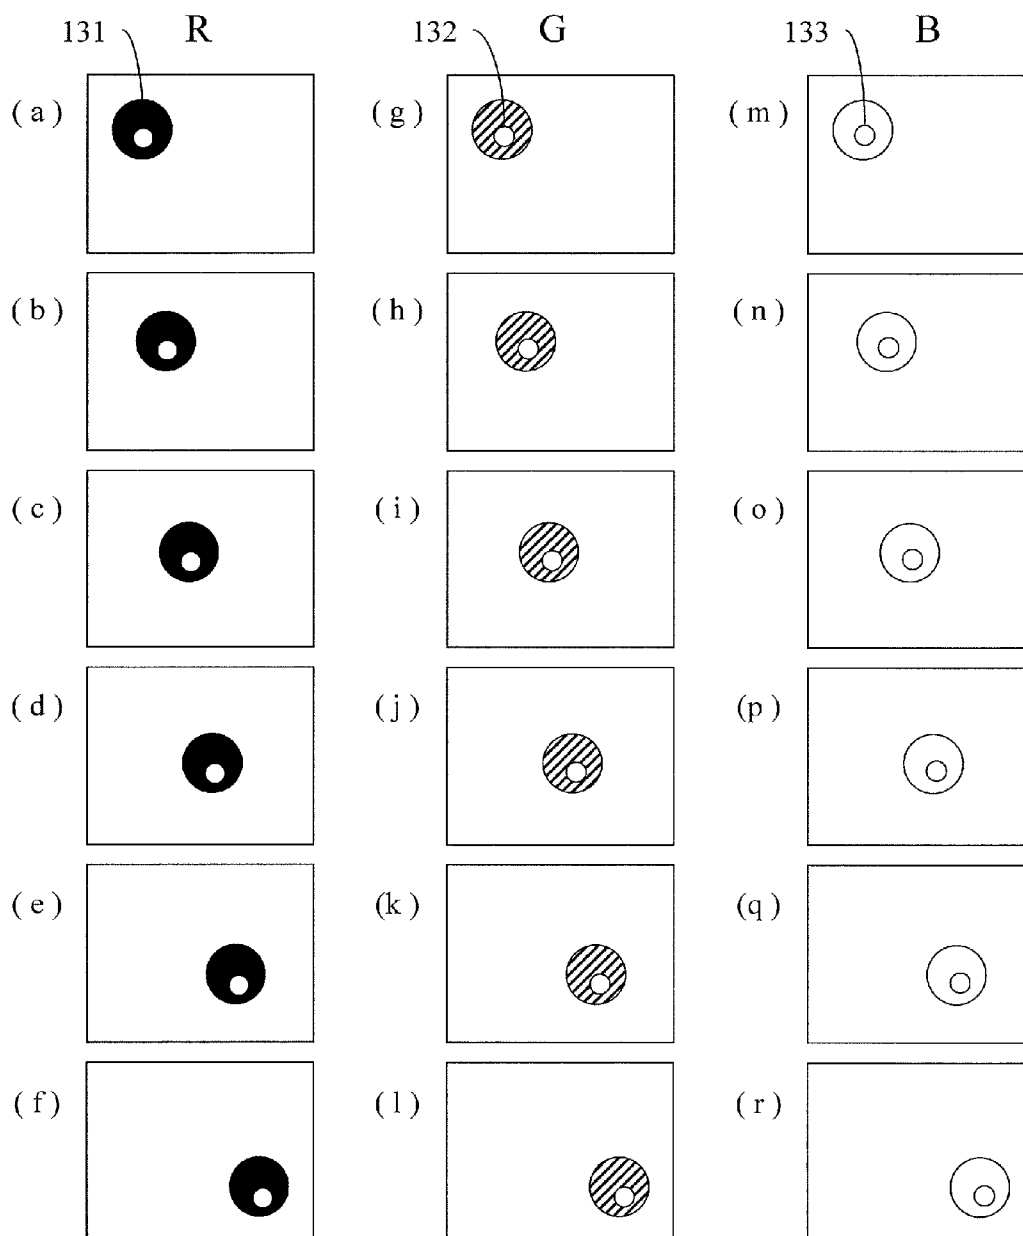 131 R 132 G 133 B
( a ) ( g ) ( m )
( b ) ( h ) ( n )
( c ) ( i ) ( o )
( d ) ( j ) ( p )
( e ) ( k ) ( q )
( f ) ( l ) ( r )